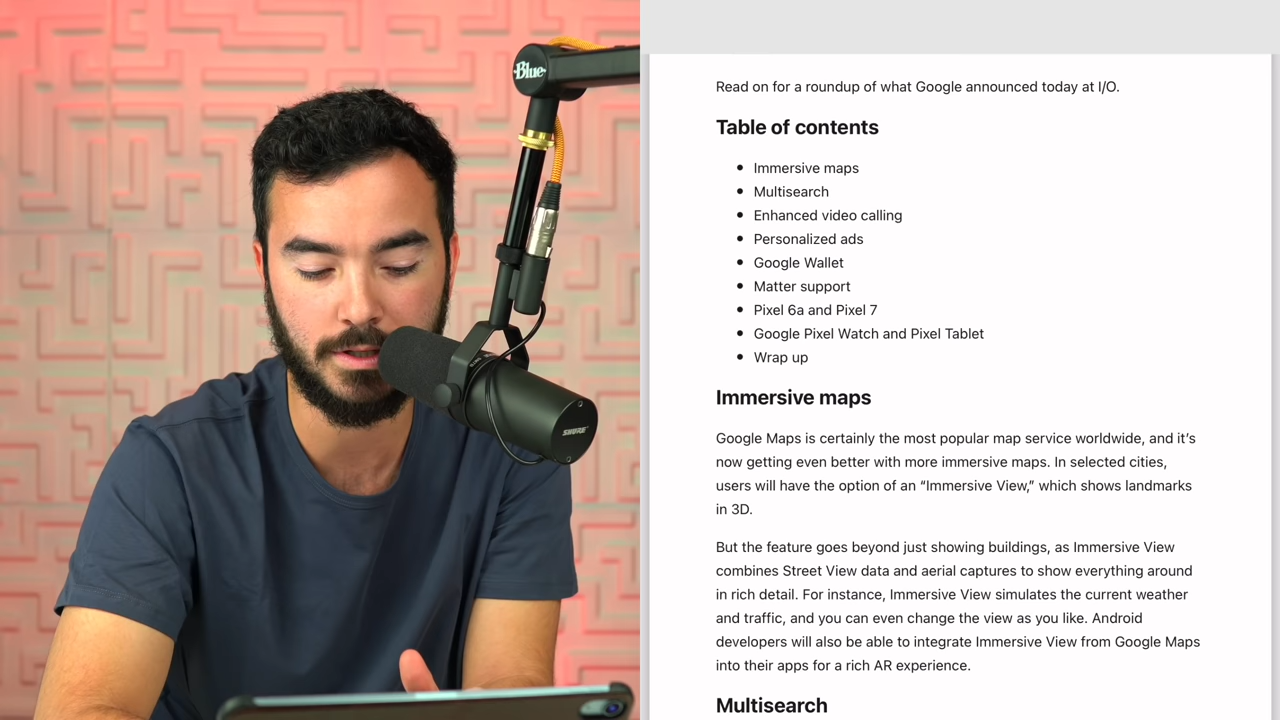 Blue
SHURE
Read on for a roundup of what Google announced today at I/O.
Table of contents
Immersive maps
Multisearch
Enhanced video calling
Personalized ads
Google Wallet
Matter support
Pixel 6a and Pixel 7
Google Pixel Watch and Pixel Tablet
Wrap up
Immersive maps
Google Maps is certainly the most popular map service worldwide, and it’s
now getting even better with more immersive maps. In selected cities,
users will have the option of an “Immersive View,” which shows landmarks
in 3D.
But the feature goes beyond just showing buildings, as Immersive View
combines Street View data and aerial captures to show everything around
in rich detail. For instance, Immersive View simulates the current weather
and traffic, and you can even change the view as you like. Android
developers will also be able to integrate Immersive View from Google Maps
into their apps for a rich AR experience.
Multisearch